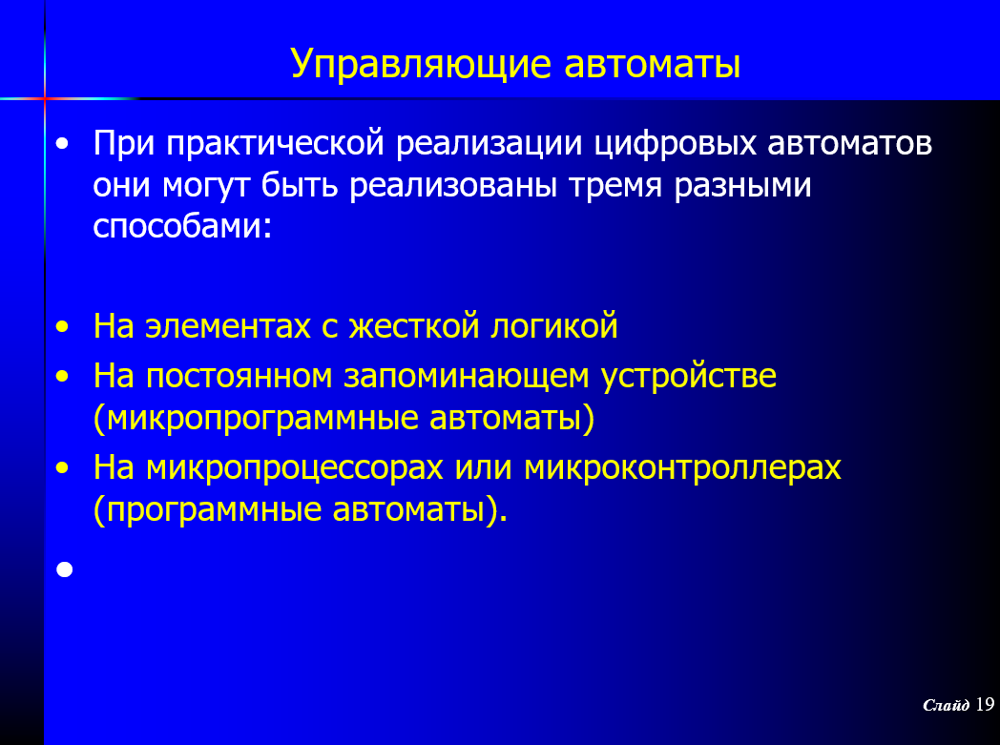 Управляющие автоматы
• При практической реализации цифровых автоматов
они могут быть реализованы тремя разными
способами:
• На элементах с жесткой логикой
• На постоянном запоминающем устройстве
(микропрограммные автоматы)
• На микропроцессорах или микроконтроллерах
(программные автоматы).
•
Слайд 19